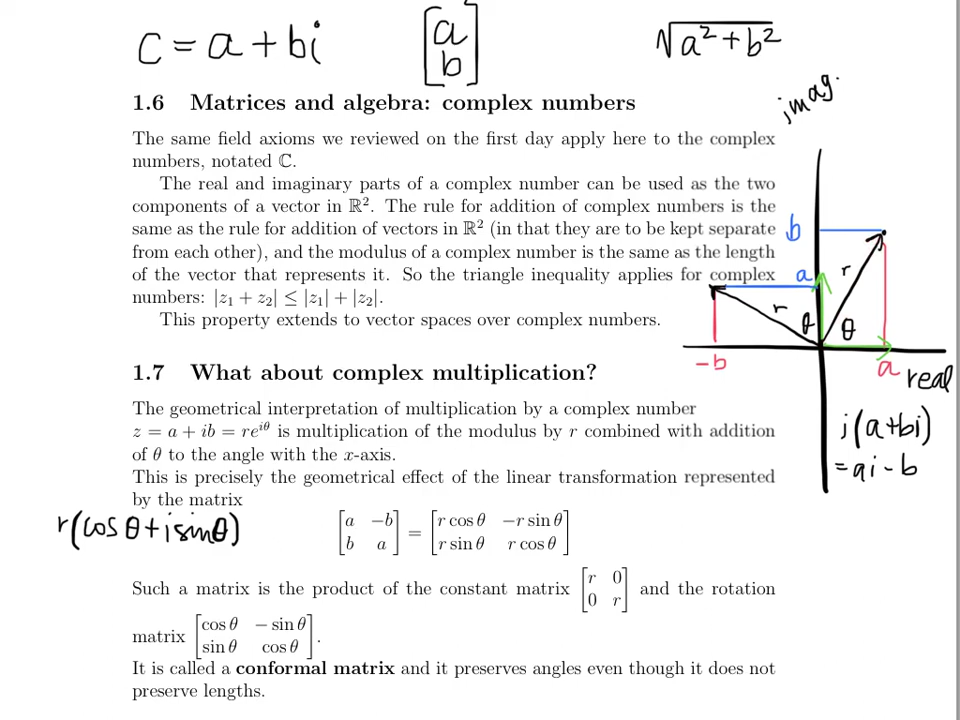 C = a + bi
[a
b]
√a² + b²
1.6 Matrices and algebra: complex numbers
imag.
The same field axioms we reviewed on the first day apply here to the complex
numbers, notated ℂ.
The real and imaginary parts of a complex number can be used as the two
components of a vector in ℝ². The rule for addition of complex numbers is the
same as the rule for addition of vectors in ℝ² (in that they are to be kept separate
from each other), and the modulus of a complex number is the same as the length
of the vector that represents it. So the triangle inequality applies for complex
numbers: |z₁ + z₂| ≤ |z₁| + |z₂|.
This property extends to vector spaces over complex numbers.
b
a
r
r
θ
θ
-b
a
real
i(a+bi)
= ai - b
1.7 What about complex multiplication?
The geometrical interpretation of multiplication by a complex number
z = a + ib = re^{iθ} is multiplication of the modulus by r combined with addition
of θ to the angle with the x-axis.
This is precisely the geometrical effect of the linear transformation represented
by the matrix
r(cosθ + i sinθ)
[a −b] = [r cos θ −r sin θ]
[b a] [r sin θ r cos θ]
Such a matrix is the product of the constant matrix [r 0
0 r] and the rotation
matrix [cos θ − sin θ
sin θ cos θ].
It is called a conformal matrix and it preserves angles even though it does not
preserve lengths.